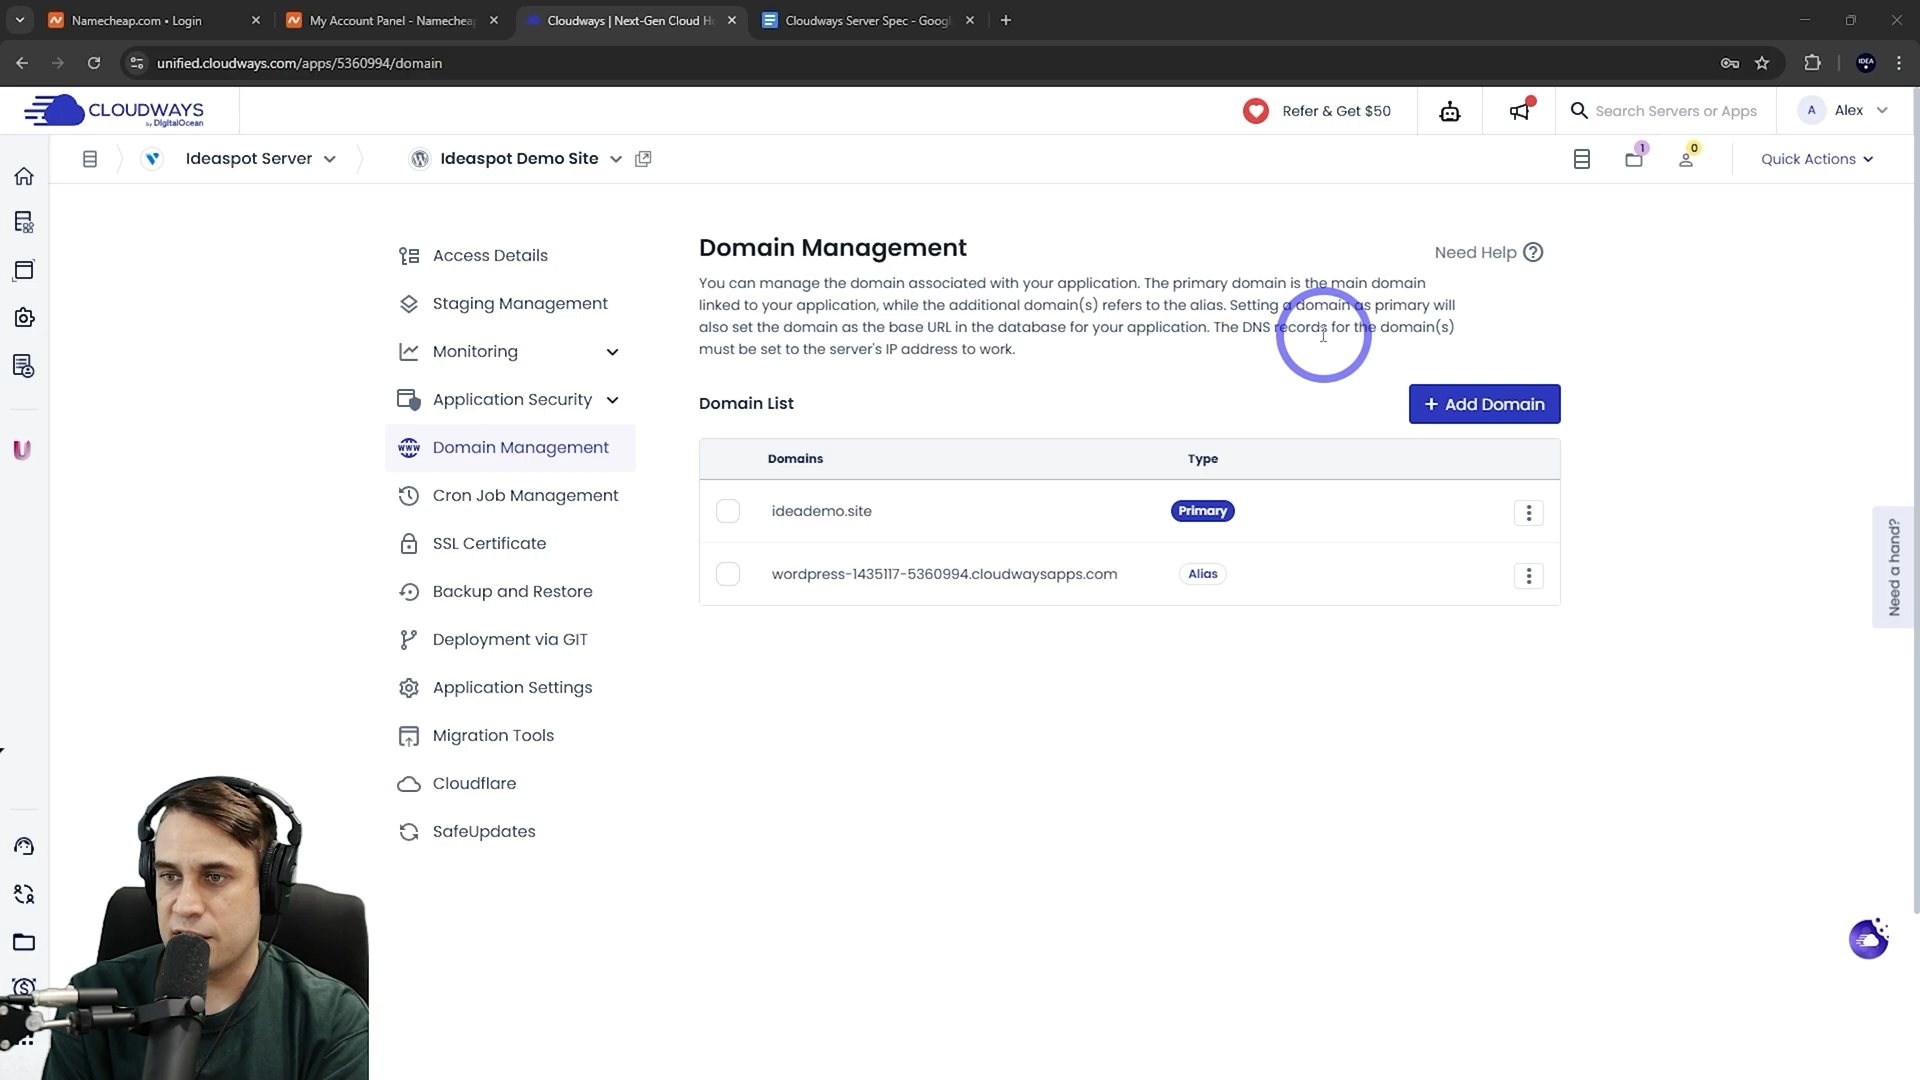 Namecheap.com • Login
My Account Panel - Namecheap
Cloudways | Next-Gen Cloud H
Cloudways Server Spec - Googl
unified.cloudways.com/apps/5360994/domain
IDEA
CLOUDWAYS
by DigitalOcean
Refer & Get $50
Search Servers or Apps
A
Alex
Ideaspot Server
Ideaspot Demo Site
1
0
Quick Actions
Access Details
Staging Management
Monitoring
Application Security
Domain Management
Cron Job Management
SSL Certificate
Backup and Restore
Deployment via GIT
Application Settings
Migration Tools
Cloudflare
SafeUpdates
Domain Management
Need Help ?
You can manage the domain associated with your application. The primary domain is the main domain
linked to your application, while the additional domain(s) refers to the alias. Setting a domain as primary will
also set the domain as the base URL in the database for your application. The DNS records for the domain(s)
must be set to the server's IP address to work.
Domain List
+ Add Domain
Domains Type
ideademo.site Primary
wordpress-1435117-5360994.cloudwaysapps.com Alias
Need a hand?
U
WWW